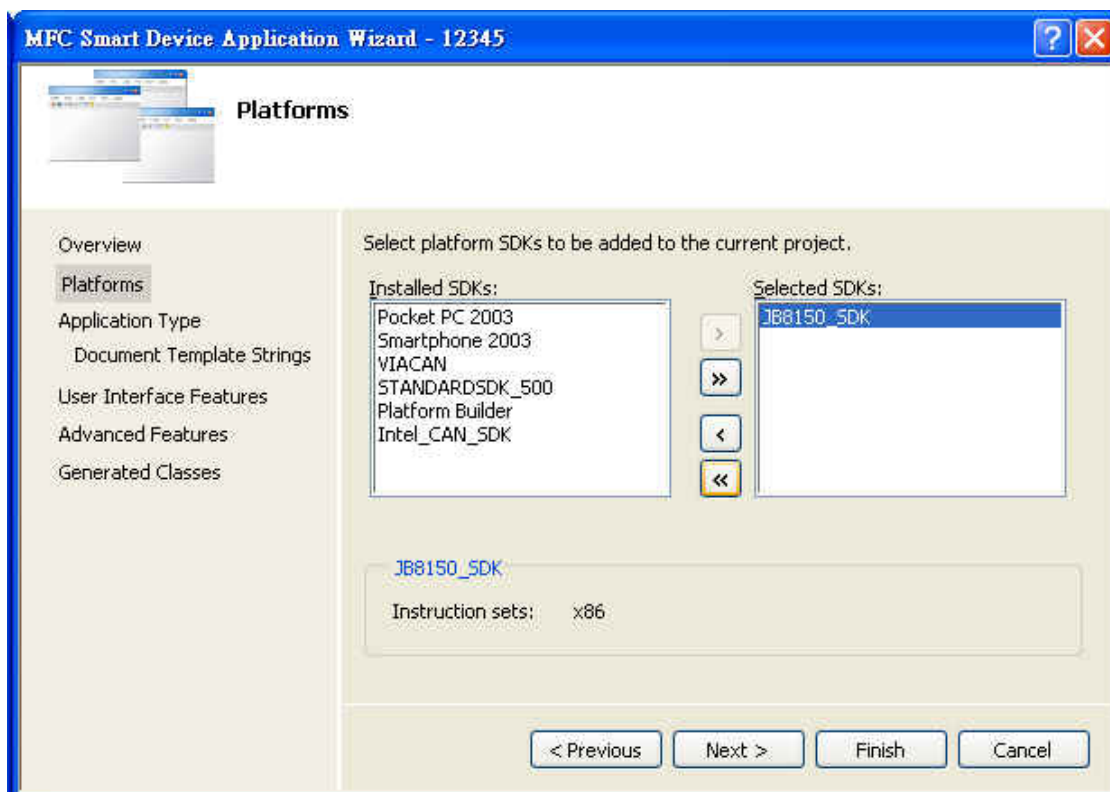 MFC Smart Device Application Wizard - 12345
Platforms
Overview
Platforms
Application Type
Document Template Strings
User Interface Features
Advanced Features
Generated Classes
Select platform SDKs to be added to the current project.
Installed SDKs:
Pocket PC 2003
Smartphone 2003
VIACAN
STANDARDSDK_500
Platform Builder
Intel_CAN_SDK
>
>>
<
<<
Selected SDKs:
JB8150_SDK
JB8150_SDK
Instruction sets: x86
< Previous
Next >
Finish
Cancel